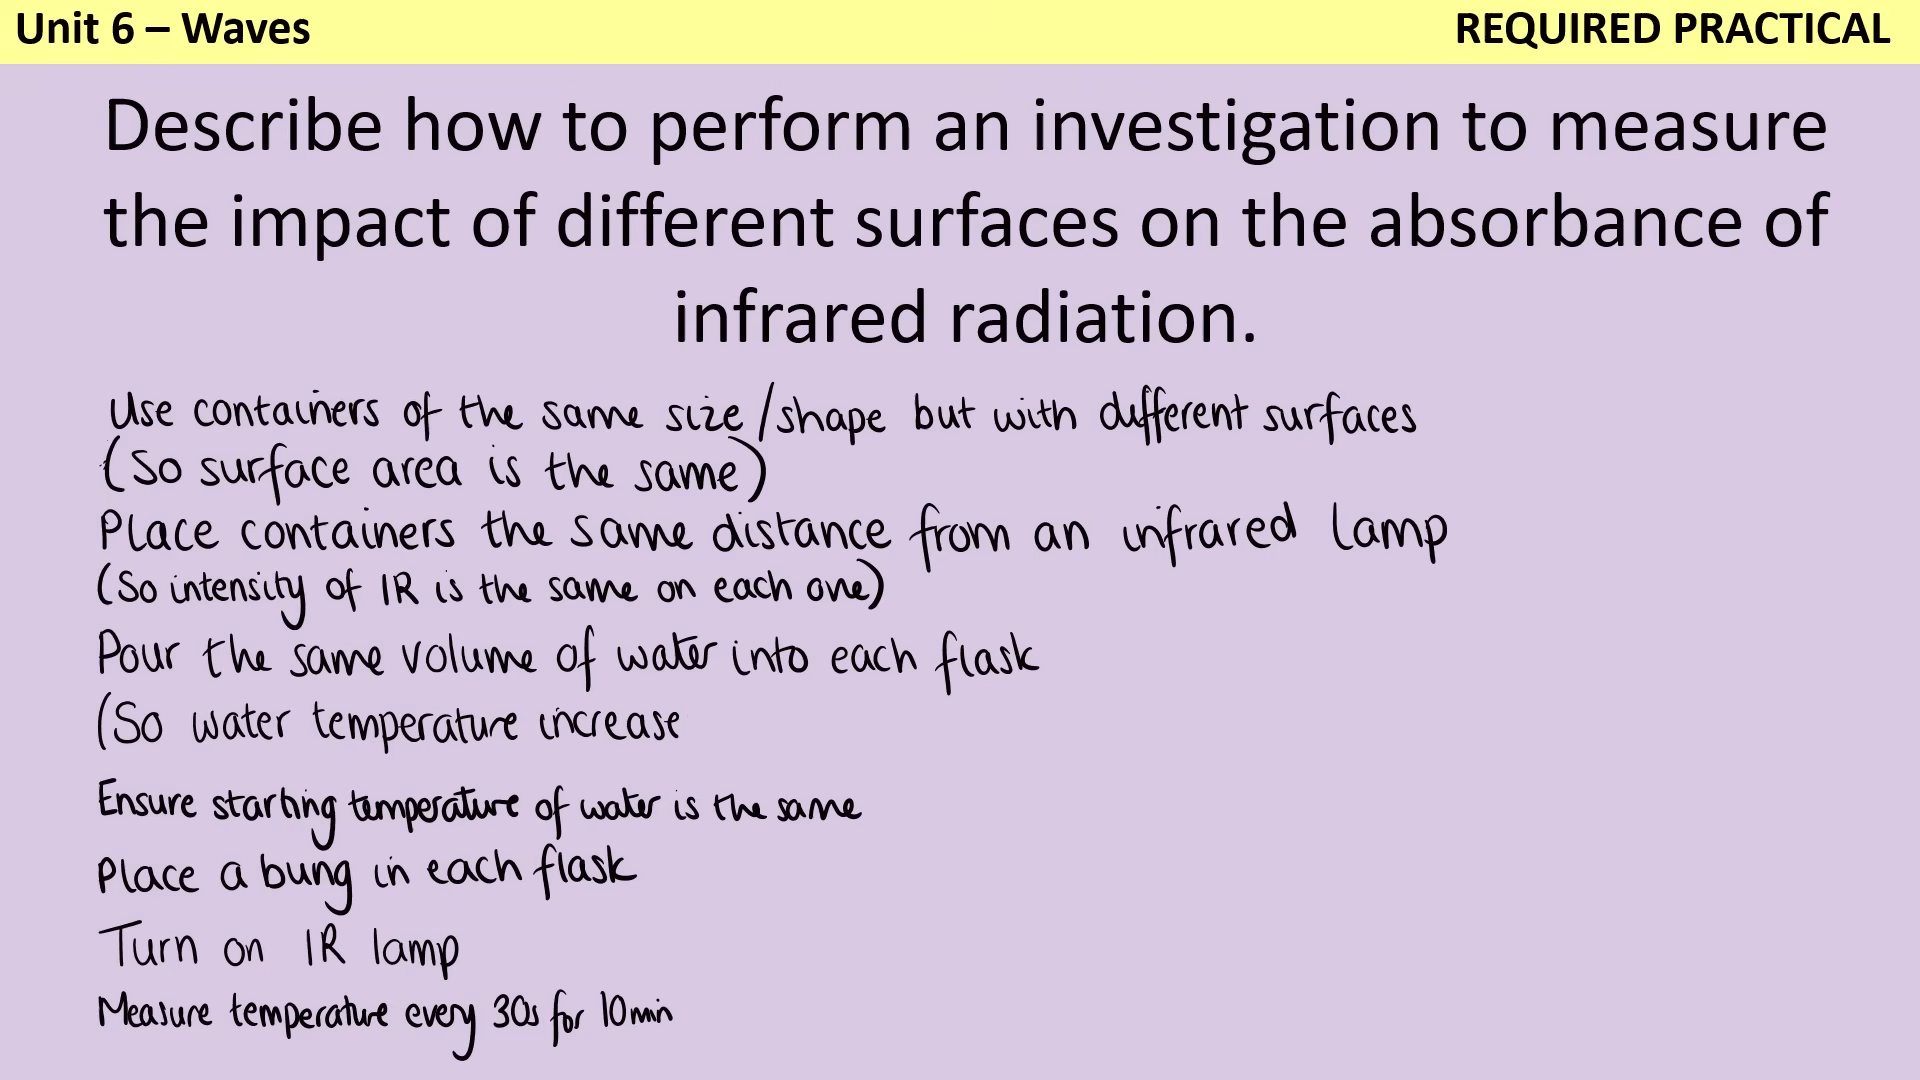 Unit 6 – Waves
REQUIRED PRACTICAL
Describe how to perform an investigation to measure
the impact of different surfaces on the absorbance of
infrared radiation.
Use containers of the same size/shape but with different surfaces
(So surface area is the same)
Place containers the same distance from an infrared lamp
(So intensity of IR is the same on each one)
Pour the same volume of water into each flask
(So water temperature increase
Ensure starting temperature of water is the same
Place a bung in each flask
Turn on IR lamp
Measure temperature every 30s for 10min